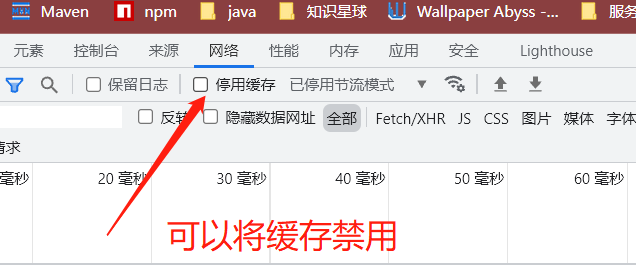 Maven npm java 知识星球 Wallpaper Abyss -... 服务
元素 控制台 来源 网络 性能 内存 应用 安全 Lighthouse
保留日志 停用缓存 已停用节流模式
反转 隐藏数据网址 全部 Fetch/XHR JS CSS 图片 媒体 字体
请求
毫秒 20 毫秒 30 毫秒 40 毫秒 50 毫秒 60 毫秒
可以将缓存禁用